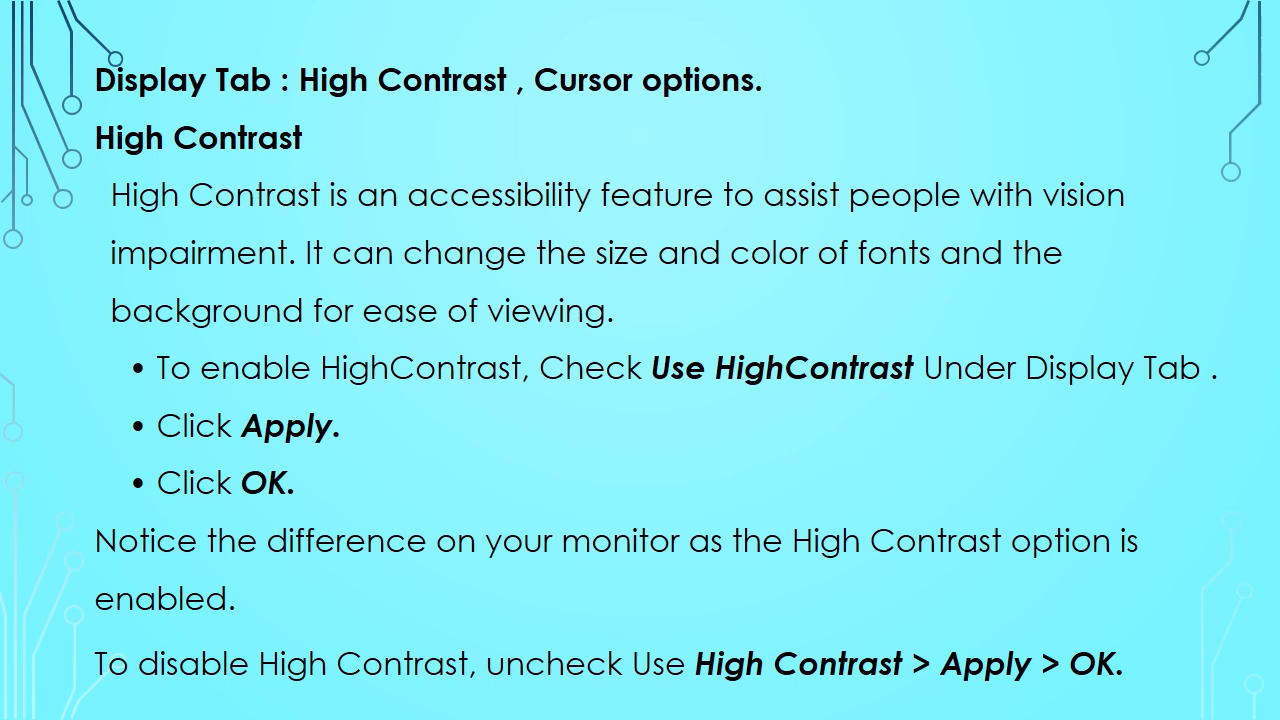 Display Tab : High Contrast , Cursor options.
High Contrast
High Contrast is an accessibility feature to assist people with vision
impairment. It can change the size and color of fonts and the
background for ease of viewing.
• To enable HighContrast, Check Use HighContrast Under Display Tab .
• Click Apply.
• Click OK.
Notice the difference on your monitor as the High Contrast option is
enabled.
To disable High Contrast, uncheck Use High Contrast > Apply > OK.